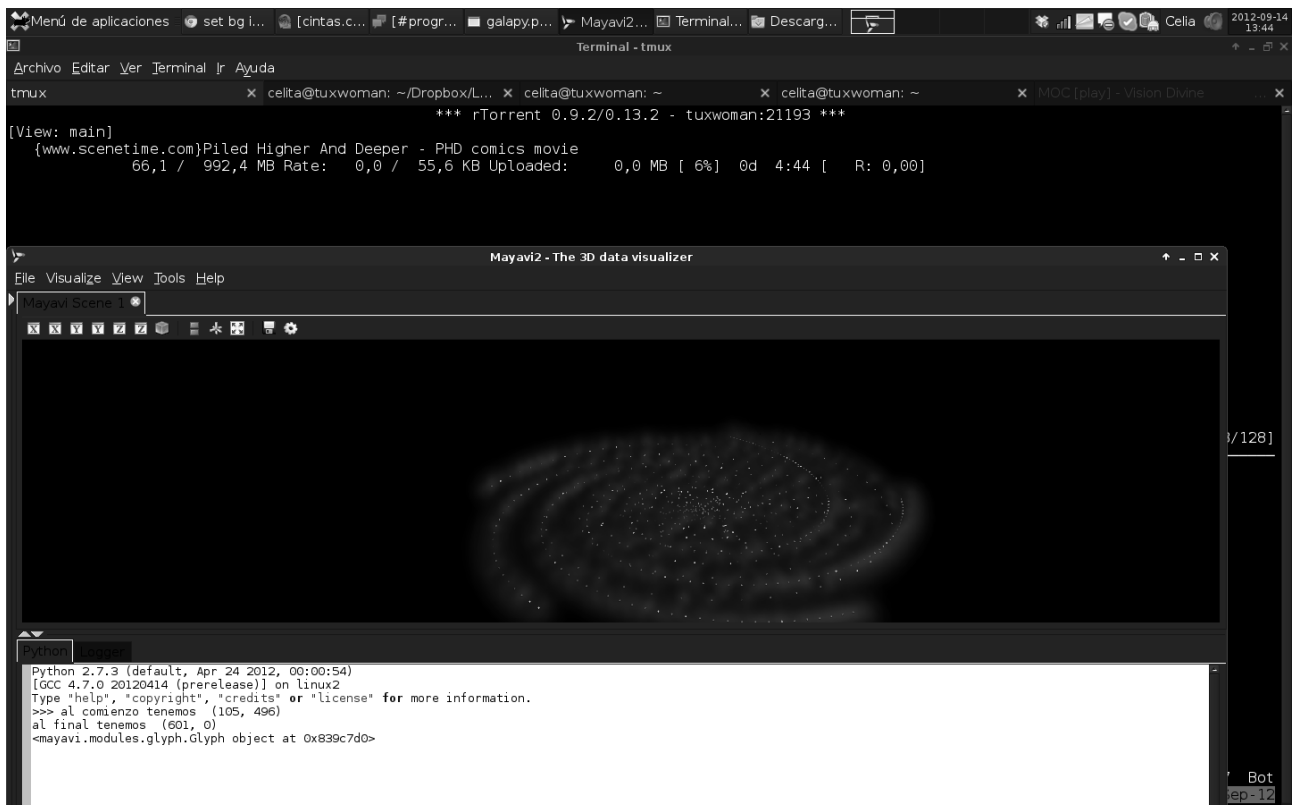 Menú de aplicaciones set bg i... [cintas.c... [#progr... galapy.p... Mayavi2... Terminal... Descarg... Celia 2012-09-14
13:44
Terminal - tmux
Archivo Editar Ver Terminal Ir Ayuda
tmux celita@tuxwoman: ~/Dropbox/L... celita@tuxwoman: ~ celita@tuxwoman: ~ MOC [play] - Vision Divine ...
*** rTorrent 0.9.2/0.13.2 - tuxwoman:21193 ***
[View: main]
{www.scenetime.com}Piled Higher And Deeper - PHD comics movie
66,1 / 992,4 MB Rate: 0,0 / 55,6 KB Uploaded: 0,0 MB [ 6%] 0d 4:44 [ R: 0,00]
Mayavi2 - The 3D data visualizer
File Visualize View Tools Help
Mayavi Scene 1
X X Y Y Z Z
/128]
Python Logger
Python 2.7.3 (default, Apr 24 2012, 00:00:54)
[GCC 4.7.0 20120414 (prerelease)] on linux2
Type "help", "copyright", "credits" or "license" for more information.
>>> al comienzo tenemos (105, 496)
al final tenemos (601, 0)
<mayavi.modules.glyph.Glyph object at 0x839c7d0>
Bot
ep-12